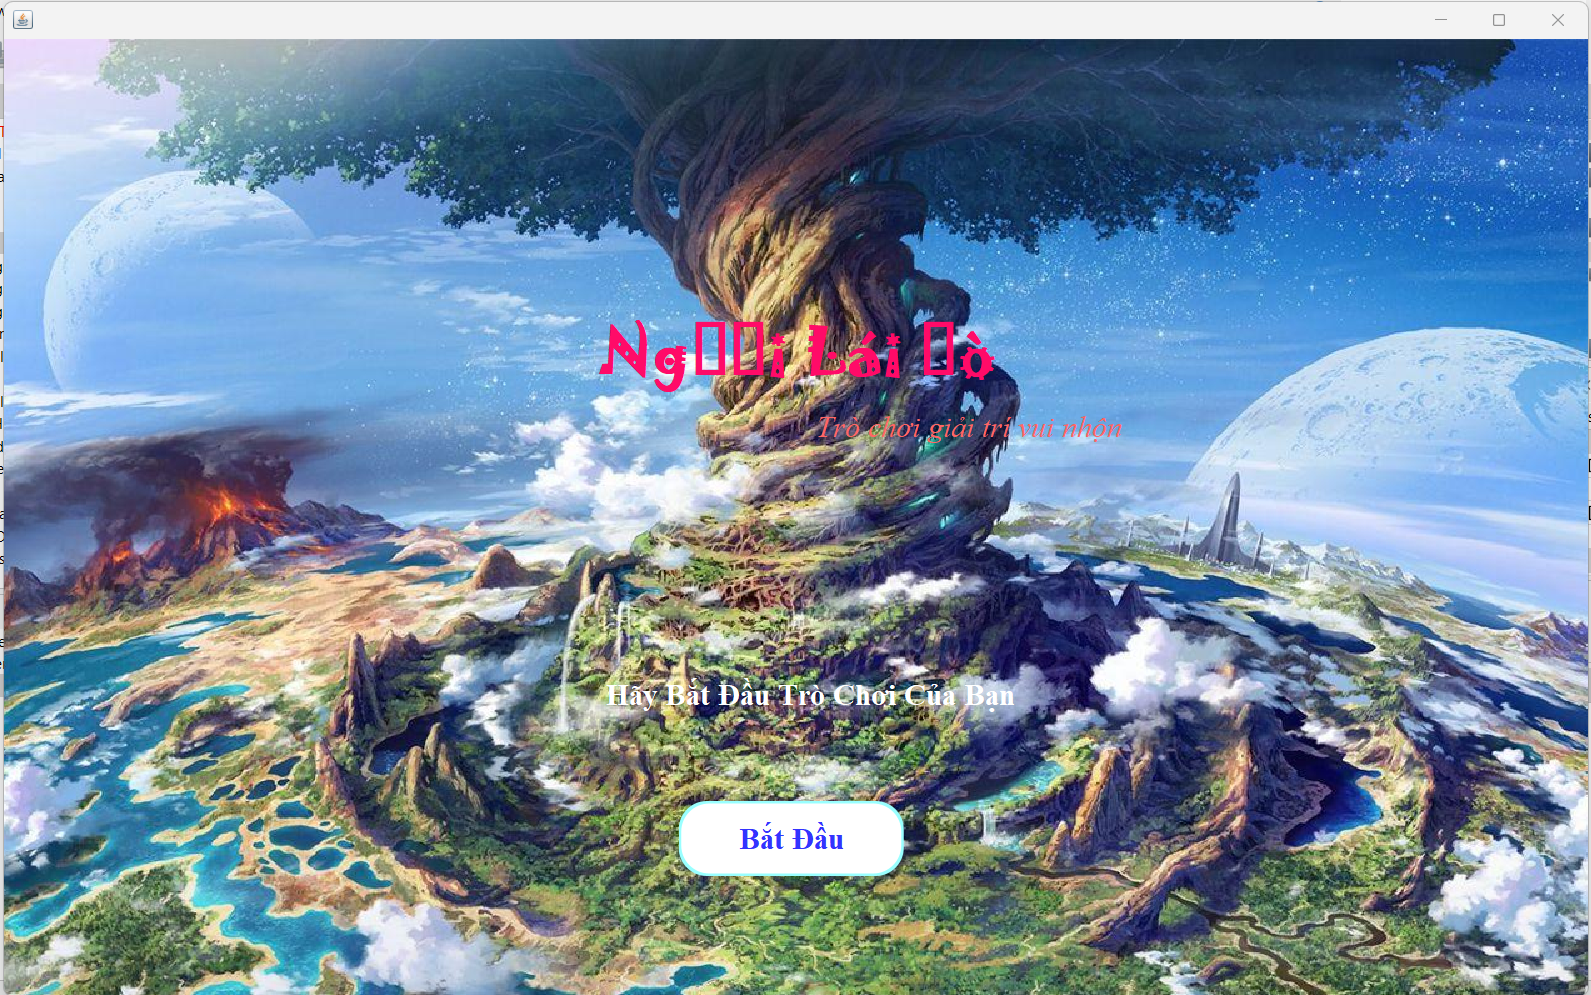 Ng□□i Lái □ò
Trò chơi giải trí vui nhộn
Hãy Bắt Đầu Trò Chơi Của Bạn
Bắt Đầu